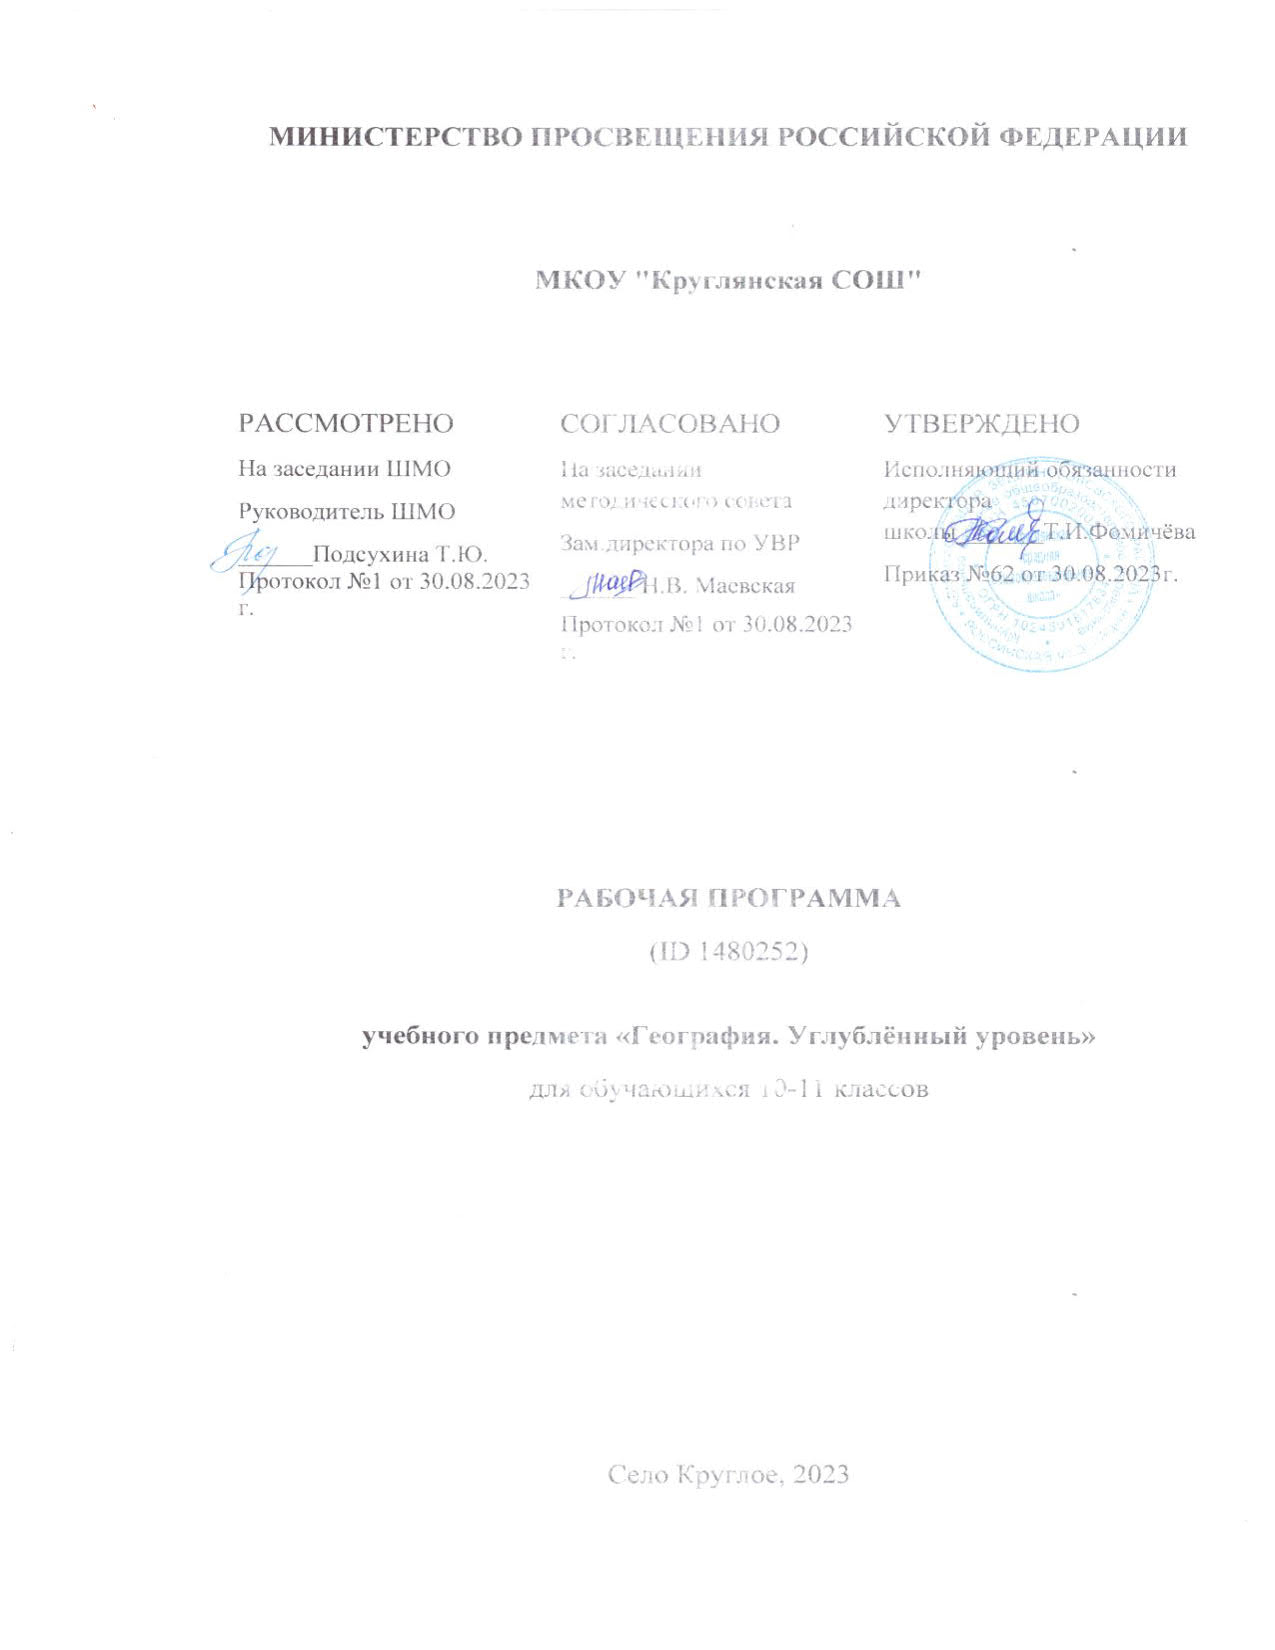 МИНИСТЕРСТВО ПРОСВЕЩЕНИЯ РОССИЙСКОЙ ФЕДЕРАЦИИ
МКОУ "Круглянская СОШ"
РАССМОТРЕНО
На заседании ШМО
Руководитель ШМО
______Подсухина Т.Ю.
Протокол №1 от 30.08.2023
г.
СОГЛАСОВАНО
На заседании
методического совета
Зам.директора по УВР
______Н.В. Маевская
Протокол №1 от 30.08.2023
г.
УТВЕРЖДЕНО
Исполняющий обязанности
директора
школы ______Т.И.Фомичёва
Приказ №62 от 30.08.2023г.
РАБОЧАЯ ПРОГРАММА
(ID 1480252)
учебного предмета «География. Углублённый уровень»
для обучающихся 10-11 классов
Село Круглое, 2023